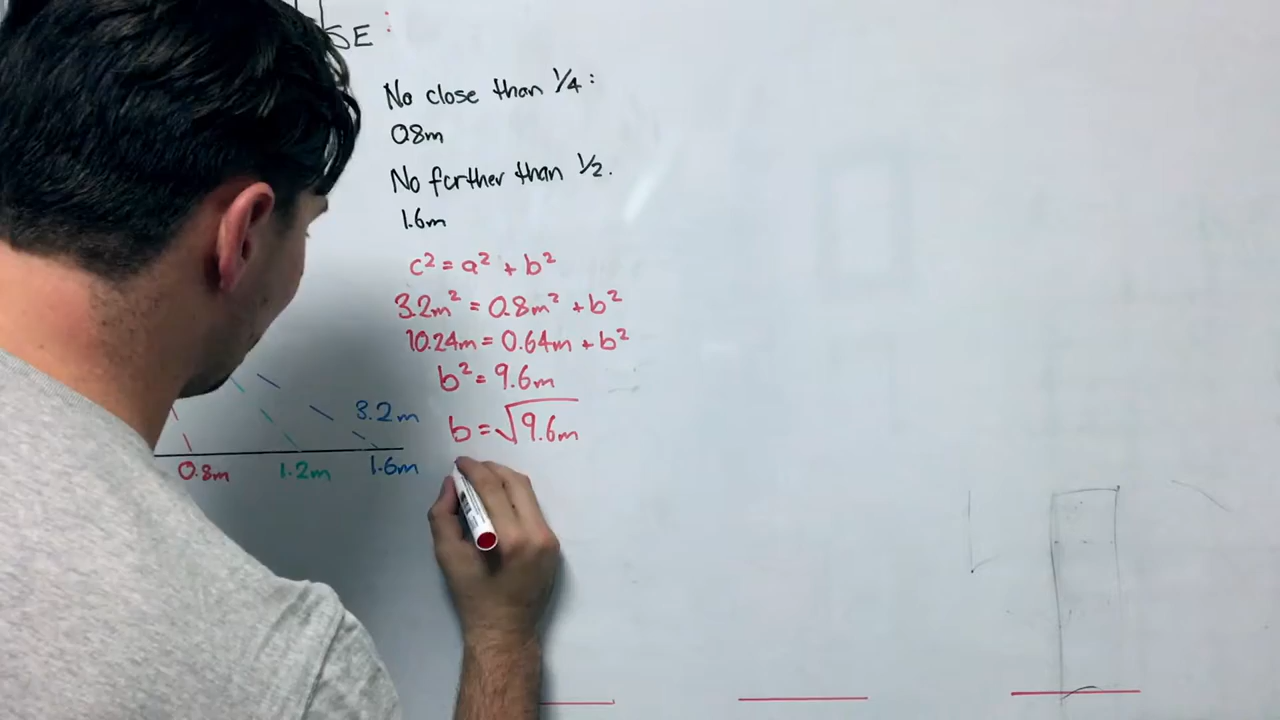 SE:
No close than 1/4:
0.8m
No farther than 1/2.
1.6m
c² = a² + b²
3.2m² = 0.8m² + b²
10.24m = 0.64m + b²
b² = 9.6m
b = √9.6m
3.2m
0.8m 1.2m 1.6m